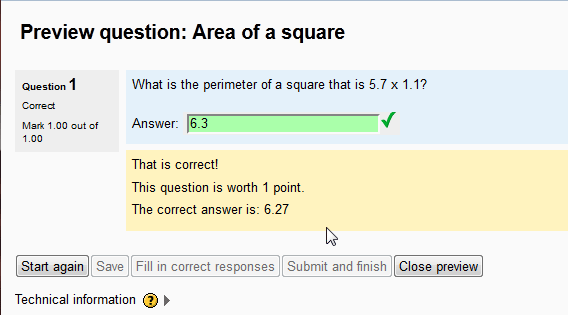 Preview question: Area of a square
Question 1
Correct
Mark 1.00 out of
1.00
What is the perimeter of a square that is 5.7 x 1.1?
Answer: 6.3
That is correct!
This question is worth 1 point.
The correct answer is: 6.27
Start again Save Fill in correct responses Submit and finish Close preview
Technical information ?